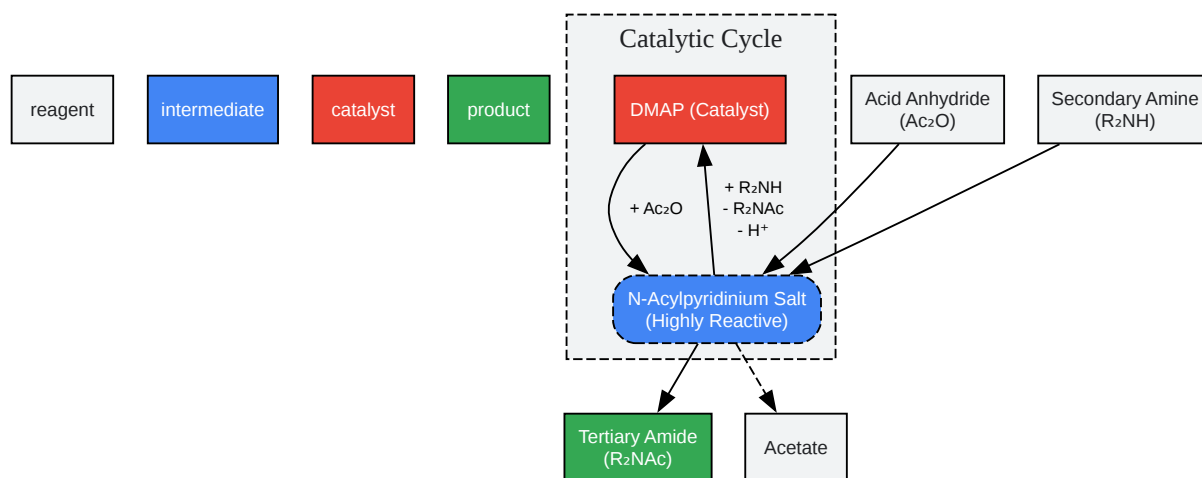 Catalytic Cycle
reagent
intermediate
catalyst
product
DMAP (Catalyst)
Acid Anhydride
(Ac₂O)
Secondary Amine
(R₂NH)
+ Ac₂O
+ R₂NH
- R₂NAc
- H⁺
N-Acylpyridinium Salt
(Highly Reactive)
Tertiary Amide
(R₂NAc)
Acetate